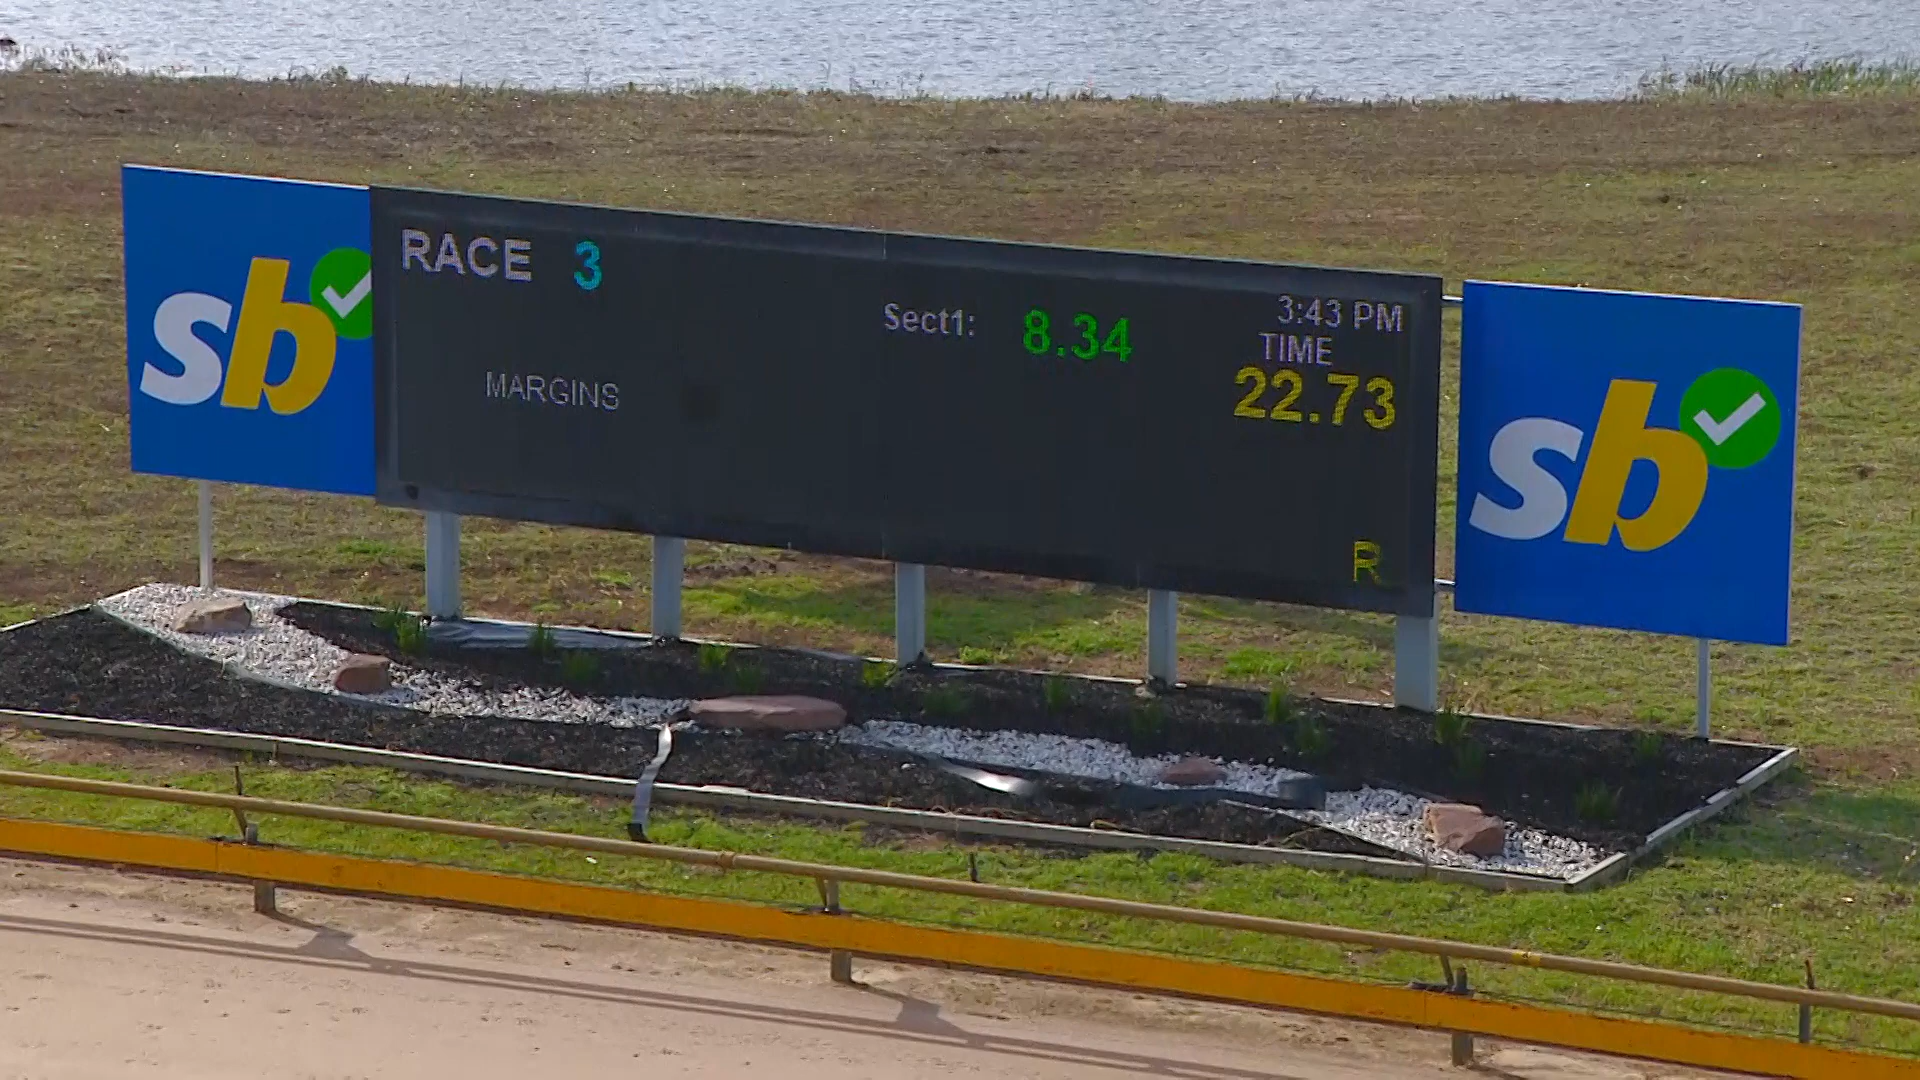 sb
RACE 3
Sect1: 8.34
3:43 PM
TIME
22.73
MARGINS
R
sb